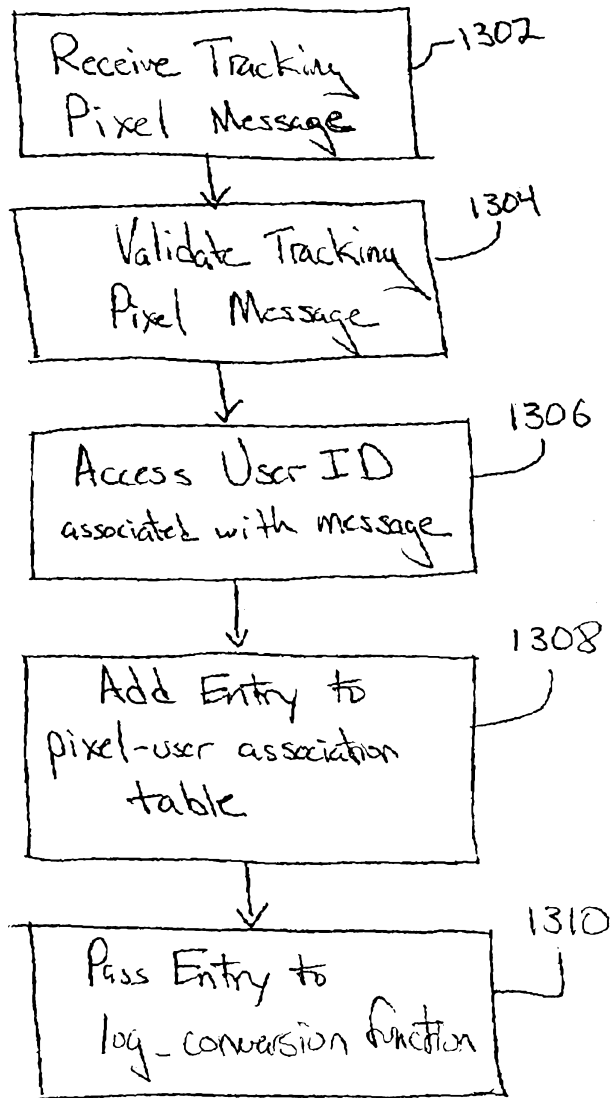 1302
Receive Tracking
Pixel Message
1304
Validate Tracking
Pixel Message
1306
Access User ID
associated with message
1308
Add Entry to
pixel-user association
table
1310
Pass Entry to
log_conversion function